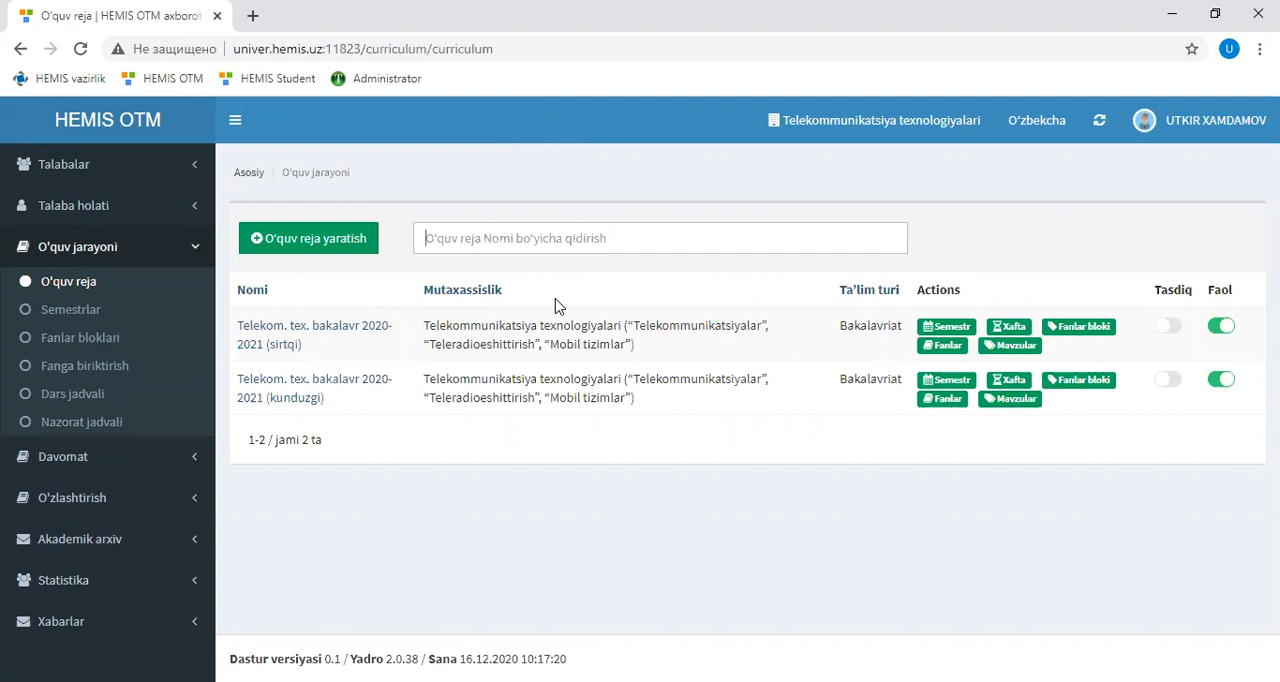 O'quv reja | HEMIS OTM axborot
Не защищено | univer.hemis.uz:11823/curriculum/curriculum
U
HEMIS vazirlik HEMIS OTM HEMIS Student Administrator
HEMIS OTM
Telekommunikatsiya texnologiyalari O'zbekcha UTKIR XAMDAMOV
Talabalar
Talaba holati
O'quv jarayoni
O'quv reja
Semestrlar
Fanlar bloklari
Fanga biriktirish
Dars jadvali
Nazorat jadvali
Davomat
O'zlashtirish
Akademik arxiv
Statistika
Xabarlar
Asosiy / O'quv jarayoni
O'quv reja yaratish
O'quv reja Nomi bo'yicha qidirish
Nomi Mutaxassislik Ta'lim turi Actions Tasdiq Faol
Telekom. tex. bakalavr 2020-
2021 (sirtqi)
Telekommunikatsiya texnologiyalari (“Telekommunikatsiyalar”,
“Teleradioeshittirish”, “Mobil tizimlar”)
Bakalavriat
Semestr Xafta Fanlar bloki
Fanlar Mavzular
Telekom. tex. bakalavr 2020-
2021 (kunduzgi)
Telekommunikatsiya texnologiyalari (“Telekommunikatsiyalar”,
“Teleradioeshittirish”, “Mobil tizimlar”)
Bakalavriat
Semestr Xafta Fanlar bloki
Fanlar Mavzular
1-2 / jami 2 ta
Dastur versiyasi 0.1 / Yadro 2.0.38 / Sana 16.12.2020 10:17:20